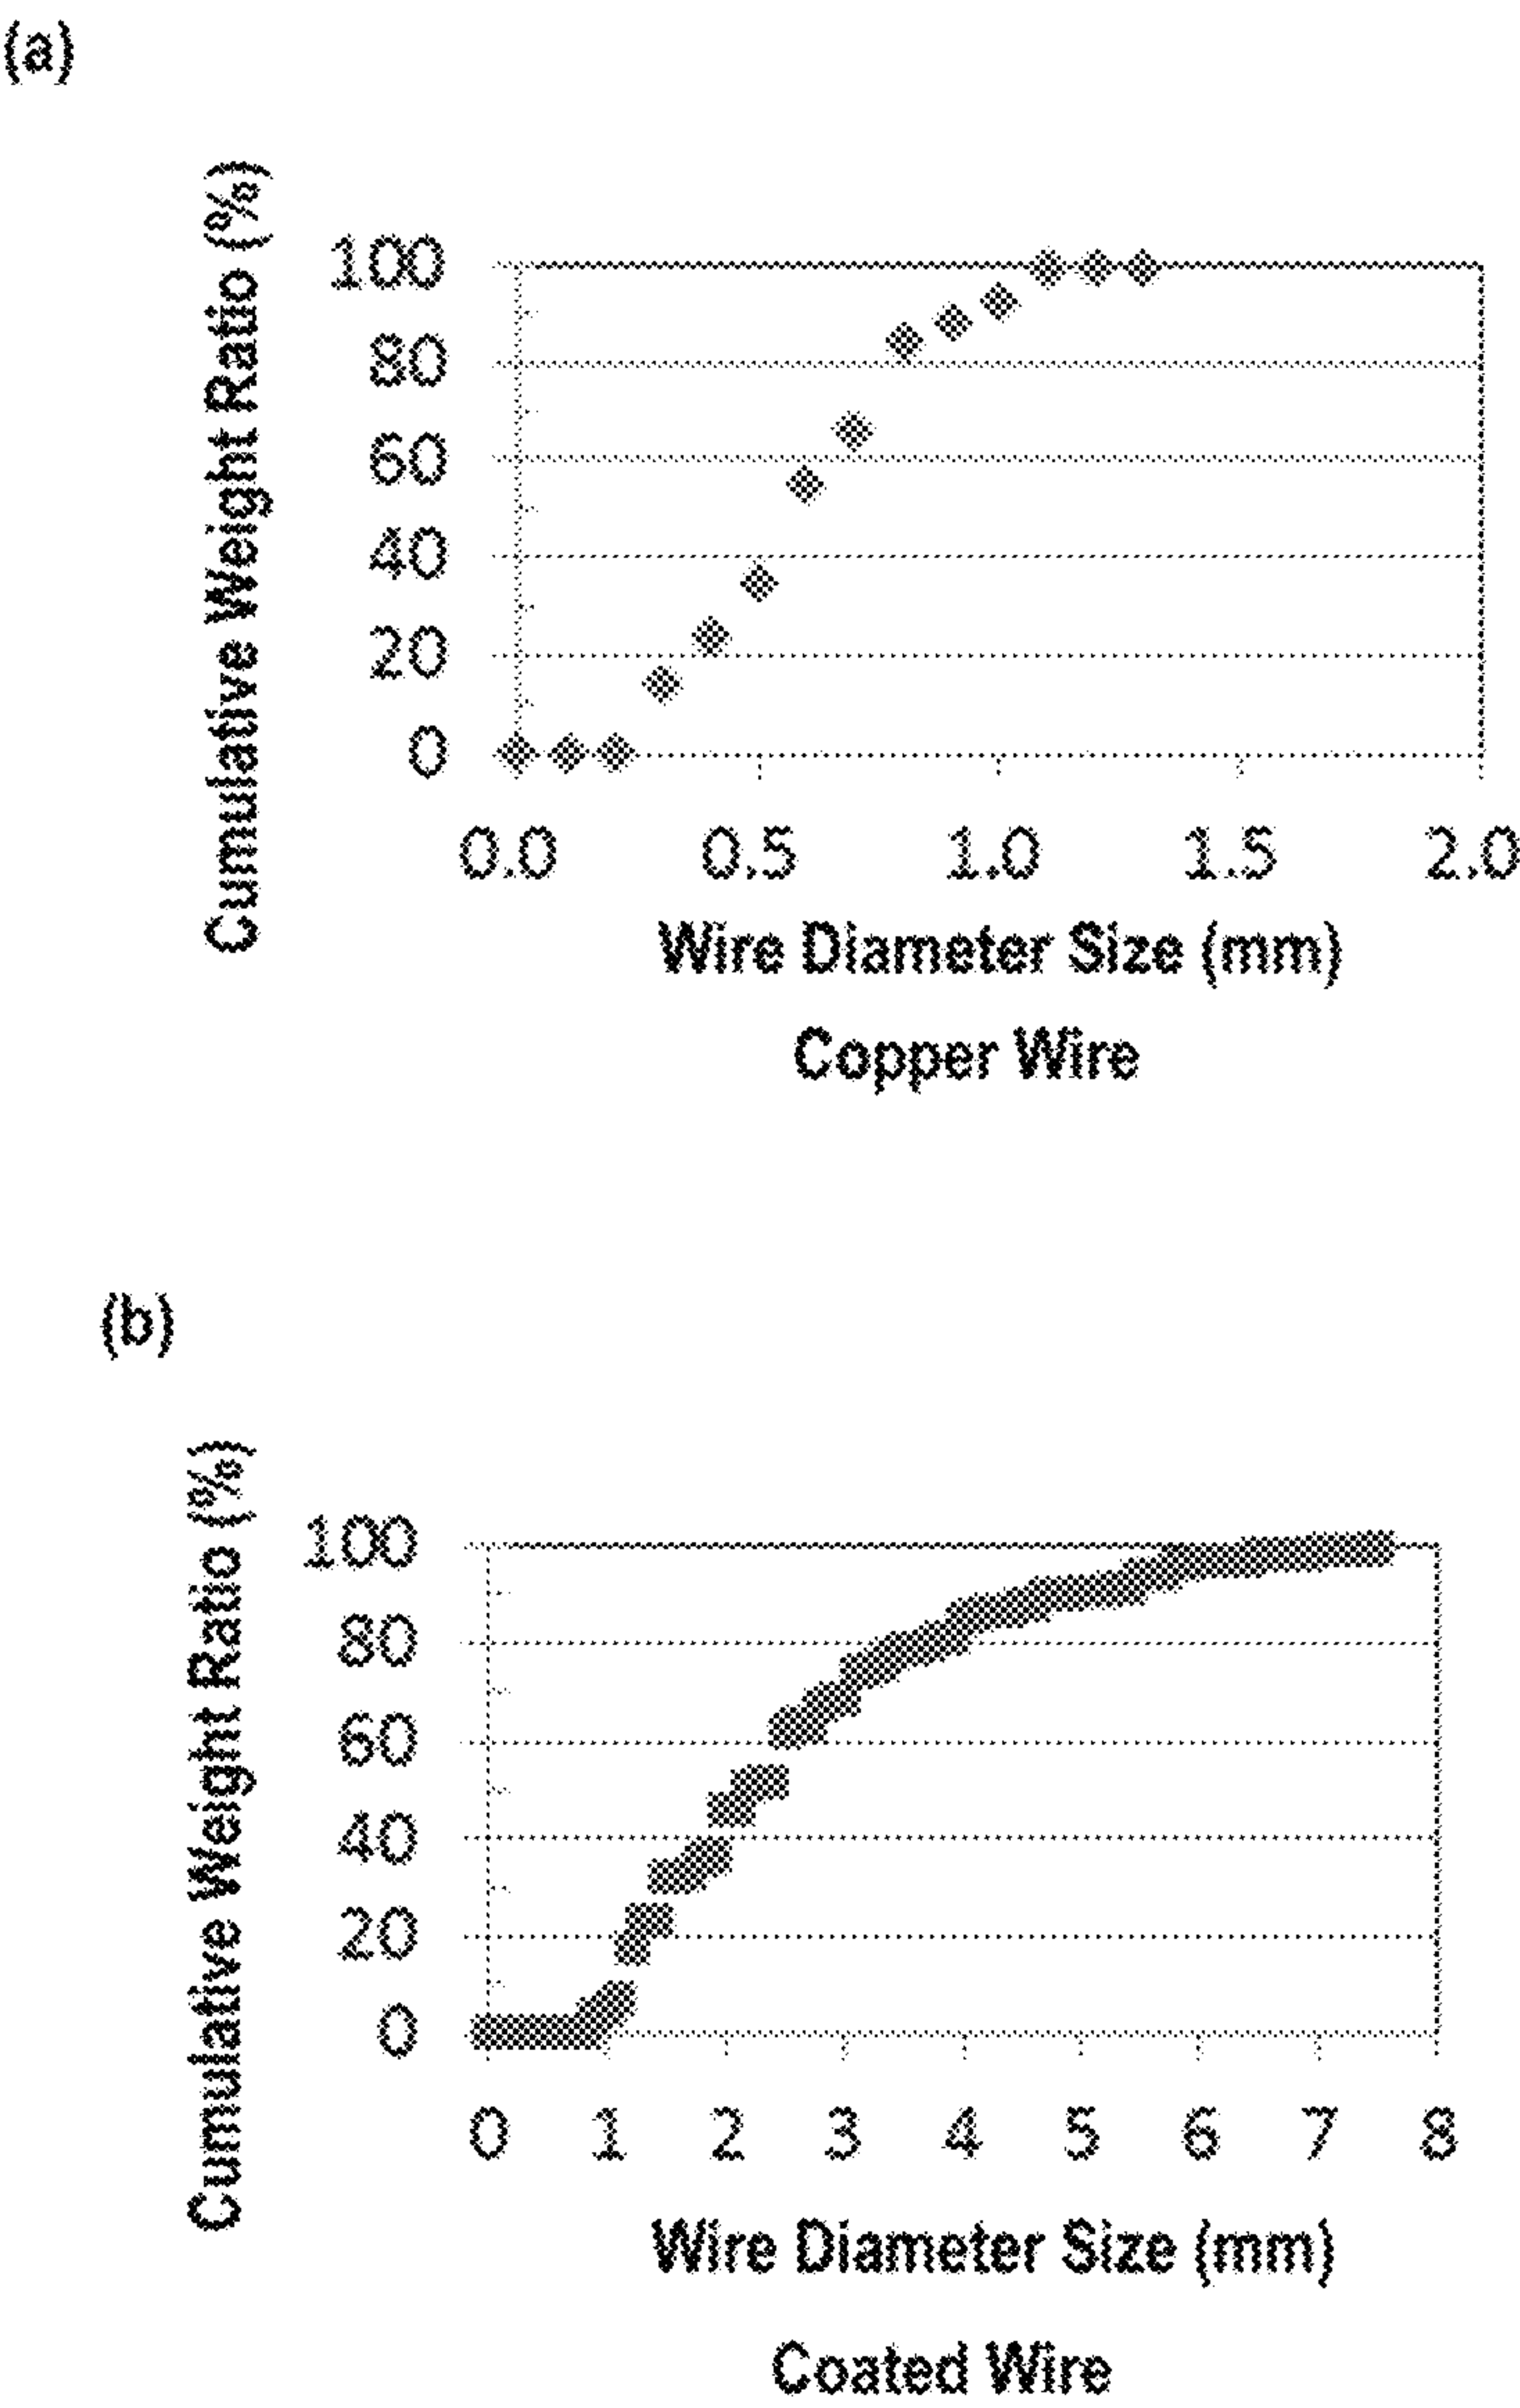 (a)
Cumulative Weight Ratio (%)
100
80
60
40
20
0
0.0 0.5 1.0 1.5 2.0
Wire Diameter Size (mm)
Copper Wire
(b)
Cumulative Weight Ratio (%)
100
80
60
40
20
0
0 1 2 3 4 5 6 7 8
Wire Diameter Size (mm)
Coated Wire